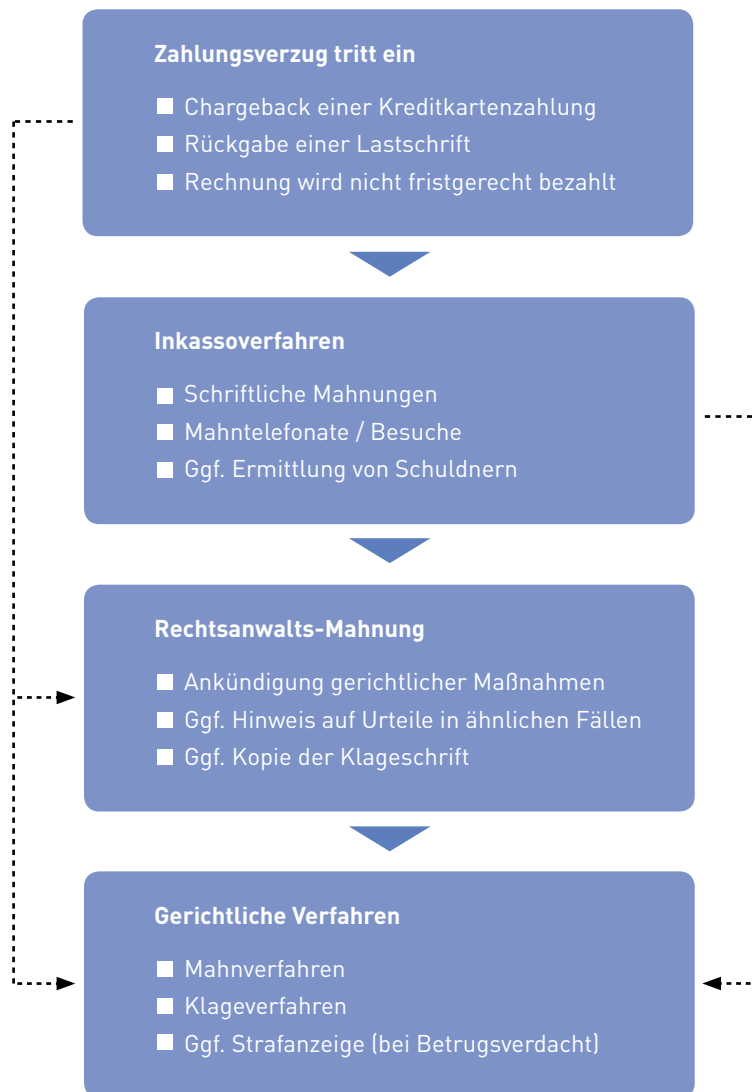 Zahlungsverzug tritt ein
Chargeback einer Kreditkartenzahlung
Rückgabe einer Lastschrift
Rechnung wird nicht fristgerecht bezahlt
Inkassoverfahren
Schriftliche Mahnungen
Mahntelefonate / Besuche
Ggf. Ermittlung von Schuldnern
Rechtsanwalts-Mahnung
Ankündigung gerichtlicher Maßnahmen
Ggf. Hinweis auf Urteile in ähnlichen Fällen
Ggf. Kopie der Klageschrift
Gerichtliche Verfahren
Mahnverfahren
Klageverfahren
Ggf. Strafanzeige (bei Betrugsverdacht)